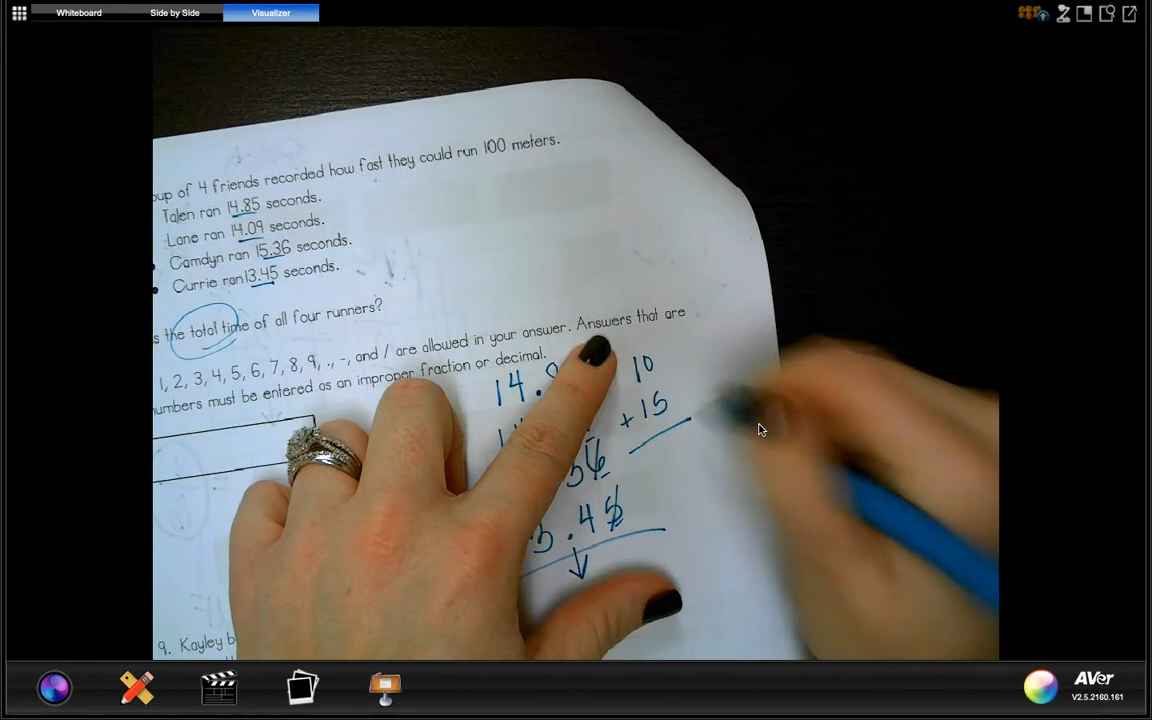 Whiteboard Side by Side Visualizer
oup of 4 friends recorded how fast they could run 100 meters.
Talen ran 14.85 seconds.
Lane ran 14.09 seconds.
Camdyn ran 15.36 seconds.
Currie ran 13.45 seconds.
s the total time of all four runners?
1, 2, 3, 4, 5, 6, 7, 8, 9, ., -, and / are allowed in your answer. Answers that are
numbers must be entered as an improper fraction or decimal.
14.8
10
+15
3.45
9. Kayley b
AVer
V2.5.2160.161